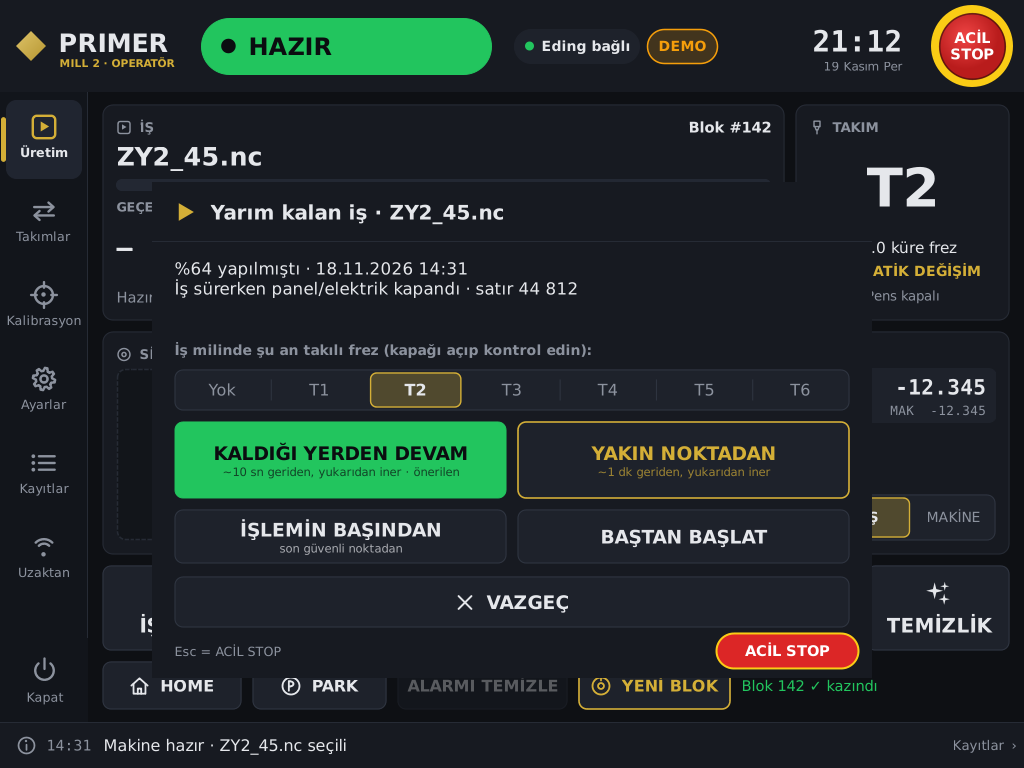 PRIMER
MILL 2 · OPERATÖR
HAZIR
Eding bağlı
DEMO
21:12
19 Kasım Per
ACİL
STOP
Üretim
Takımlar
Kalibrasyon
Ayarlar
Kayıtlar
Uzaktan
Kapat
İŞ
Blok #142
ZY2_45.nc
TAKIM
T2
.0 küre frez
ATİK DEĞİŞİM
Pens kapalı
Yarım kalan iş · ZY2_45.nc
%64 yapılmıştı · 18.11.2026 14:31
İş sürerken panel/elektrik kapandı · satır 44 812
İş milinde şu an takılı frez (kapağı açıp kontrol edin):
Yok T1 T2 T3 T4 T5 T6
KALDIĞI YERDEN DEVAM
~10 sn geriden, yukarıdan iner · önerilen
YAKIN NOKTADAN
~1 dk geriden, yukarıdan iner
İŞLEMİN BAŞINDAN
son güvenli noktadan
BAŞTAN BAŞLAT
VAZGEÇ
Esc = ACİL STOP
ACİL STOP
-12.345
MAK -12.345
MAKİNE
TEMİZLİK
HOME
PARK
ALARMI TEMİZLE
YENİ BLOK
Blok 142 ✓ kazındı
14:31 Makine hazır · ZY2_45.nc seçili
Kayıtlar ›